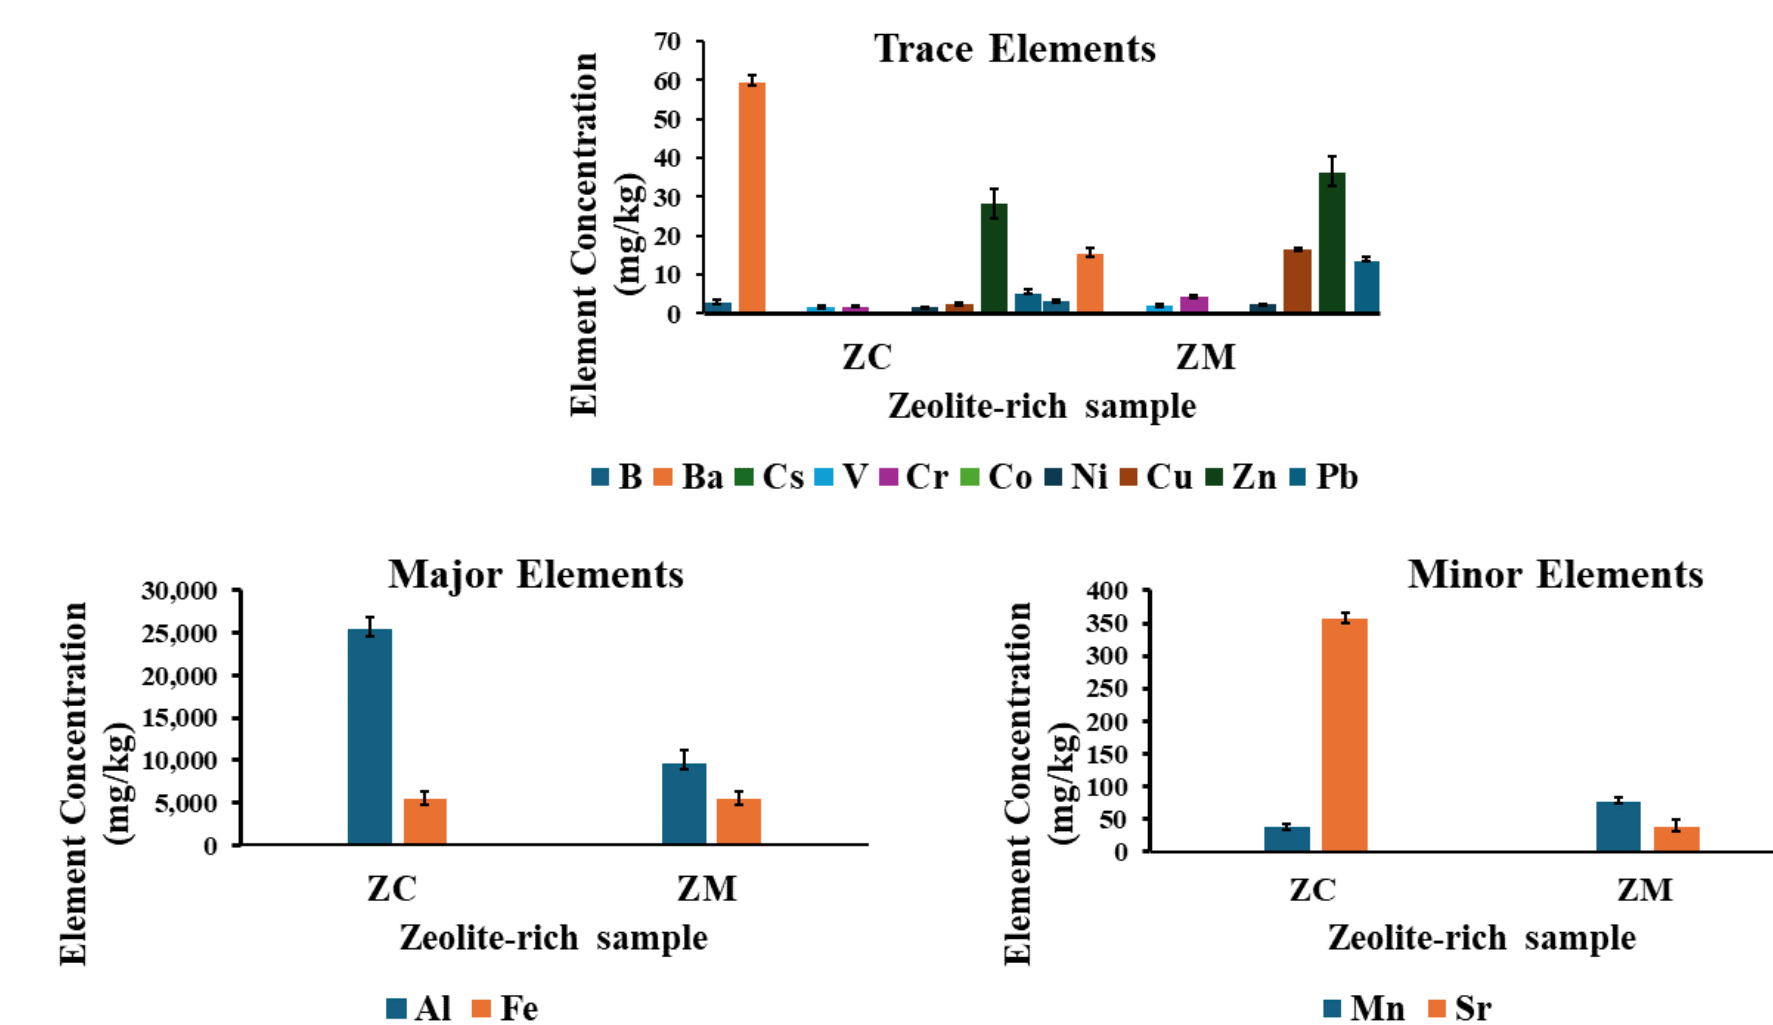 Trace Elements
Element Concentration
(mg/kg)
70
60
50
40
30
20
10
0
ZC ZM
Zeolite-rich sample
B Ba Cs V Cr Co Ni Cu Zn Pb
Major Elements
Element Concentration
(mg/kg)
30,000
25,000
20,000
15,000
10,000
5,000
0
ZC ZM
Zeolite-rich sample
Al Fe
Minor Elements
Element Concentration
(mg/kg)
400
350
300
250
200
150
100
50
0
ZC ZM
Zeolite-rich sample
Mn Sr